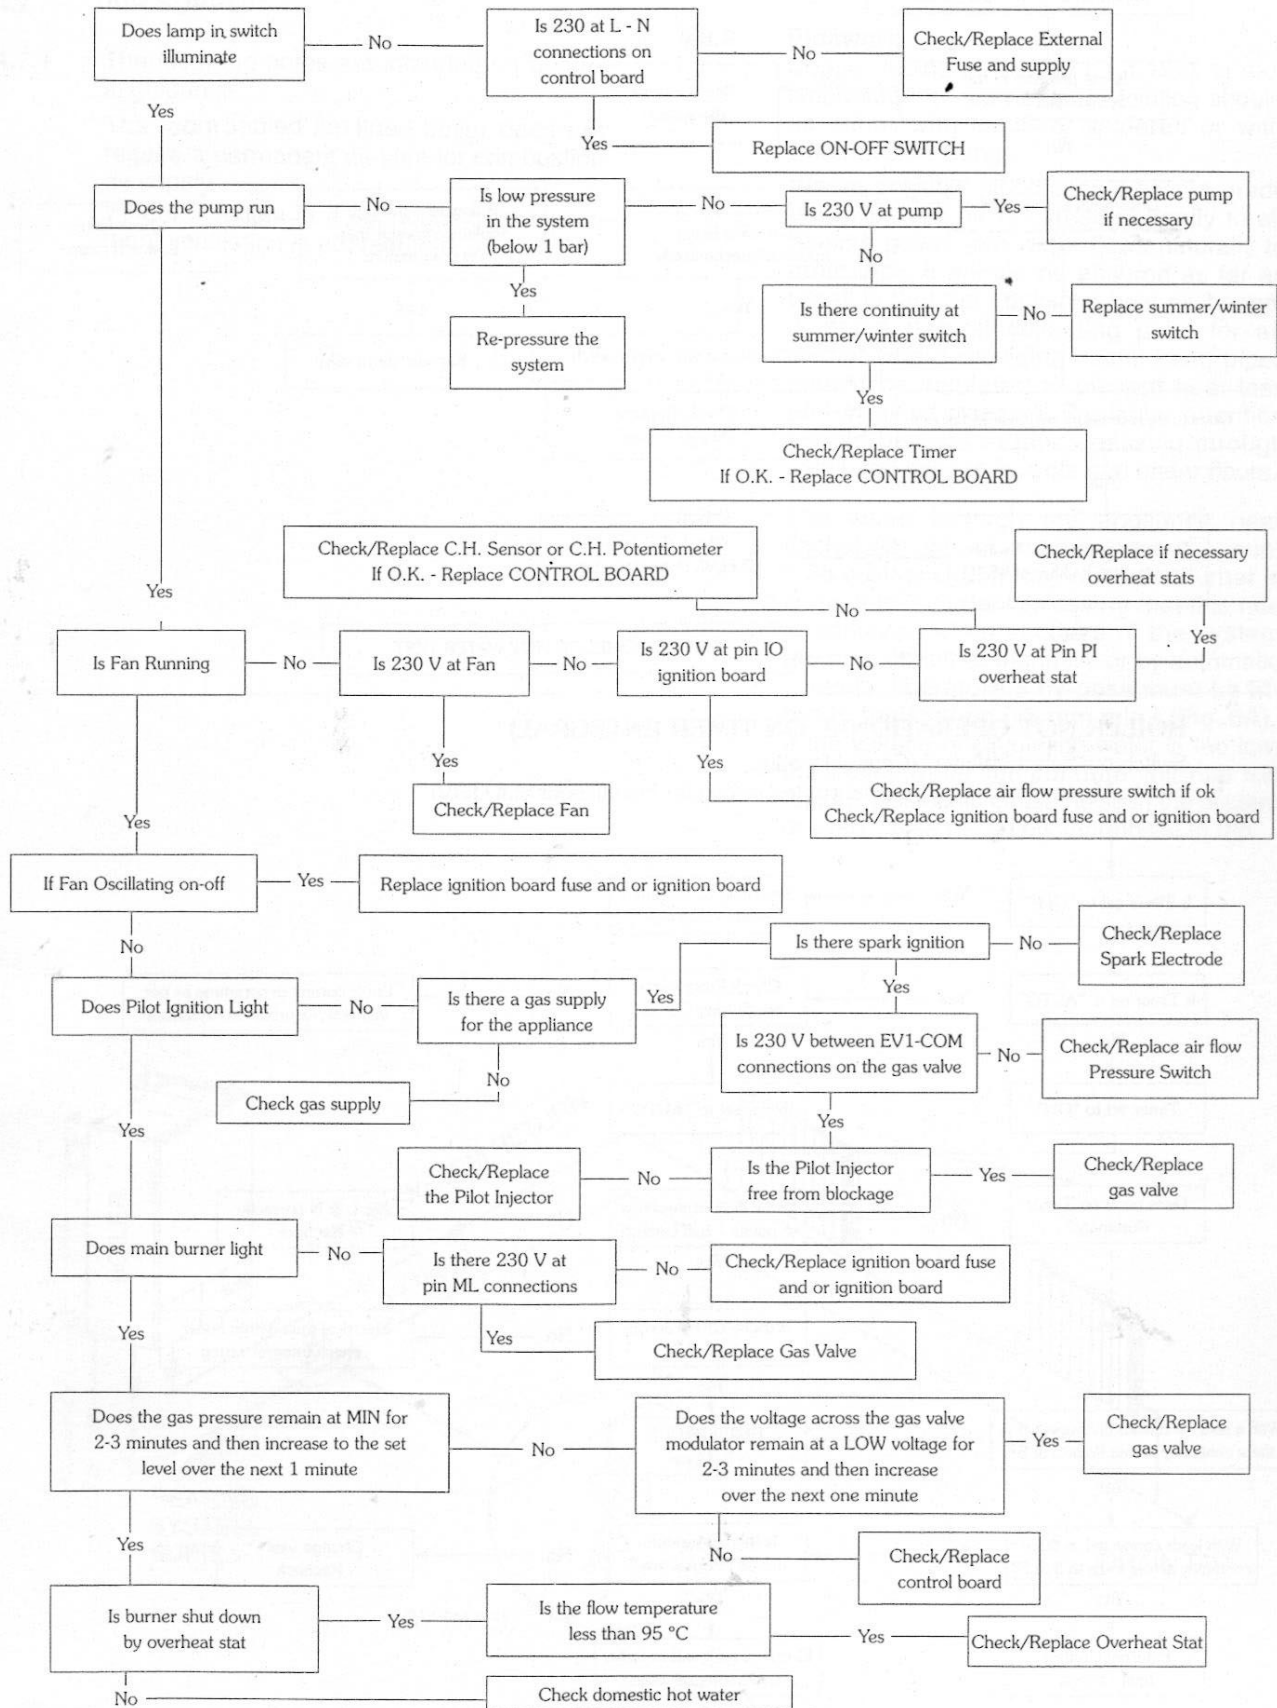 Does lamp in switch
illuminate
No
Is 230 at L - N
connections on
control board
No
Check/Replace External
Fuse and supply
Yes
Yes
Replace ON-OFF SWITCH
Does the pump run
No
Is low pressure
in the system
(below 1 bar)
No
Is 230 V at pump
Yes
Check/Replace pump
if necessary
No
Yes
Re-pressure the
system
Is there continuity at
summer/winter switch
No
Replace summer/winter
switch
Yes
Check/Replace Timer
If O.K. - Replace CONTROL BOARD
Check/Replace C.H. Sensor or C.H. Potentiometer
If O.K. - Replace CONTROL BOARD
Check/Replace if necessary
overheat stats
Yes
No
Yes
Is Fan Running
No
Is 230 V at Fan
No
Is 230 V at pin IO
ignition board
No
Is 230 V at Pin PI
overheat stat
Yes
Check/Replace Fan
Yes
Check/Replace air flow pressure switch if ok
Check/Replace ignition board fuse and or ignition board
Yes
If Fan Oscillating on-off
Yes
Replace ignition board fuse and or ignition board
No
Is there spark ignition
No
Check/Replace
Spark Electrode
Does Pilot Ignition Light
No
Is there a gas supply
for the appliance
Yes
Yes
Is 230 V between EV1-COM
connections on the gas valve
No
Check/Replace air flow
Pressure Switch
No
Check gas supply
Yes
Yes
Check/Replace
the Pilot Injector
No
Is the Pilot Injector
free from blockage
Yes
Check/Replace
gas valve
Does main burner light
No
Is there 230 V at
pin ML connections
No
Check/Replace ignition board fuse
and or ignition board
Yes
Yes
Check/Replace Gas Valve
Does the gas pressure remain at MIN for
2-3 minutes and then increase to the set
level over the next 1 minute
No
Does the voltage across the gas valve
modulator remain at a LOW voltage for
2-3 minutes and then increase
over the next one minute
Yes
Check/Replace
gas valve
Yes
No
Check/Replace
control board
Is burner shut down
by overheat stat
Yes
Is the flow temperature
less than 95 °C
Yes
Check/Replace Overheat Stat
No
Check domestic hot water